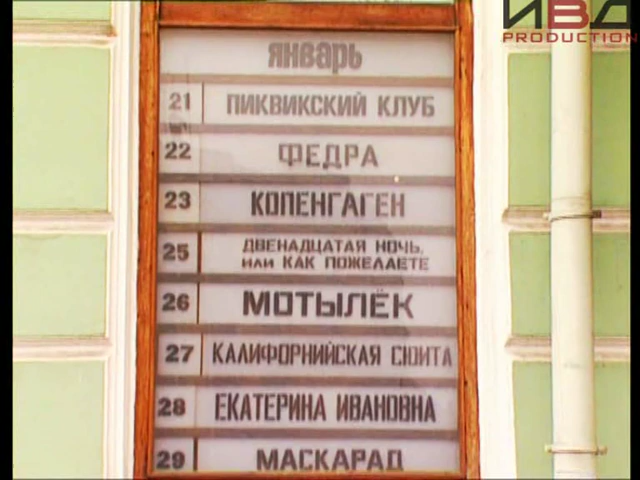 ИВД
PRODUCTION
январь
21 ПИКВИКСКИЙ КЛУБ
22 ФЕДРА
23 КОПЕНГАГЕН
25 ДВЕНАДЦАТАЯ НОЧЬ,
или КАК ПОЖЕЛАЕТЕ
26 МОТЫЛЁК
27 КАЛИФОРНИЙСКАЯ СЮИТА
28 ЕКАТЕРИНА ИВАНОВНА
29 МАСКАРАД